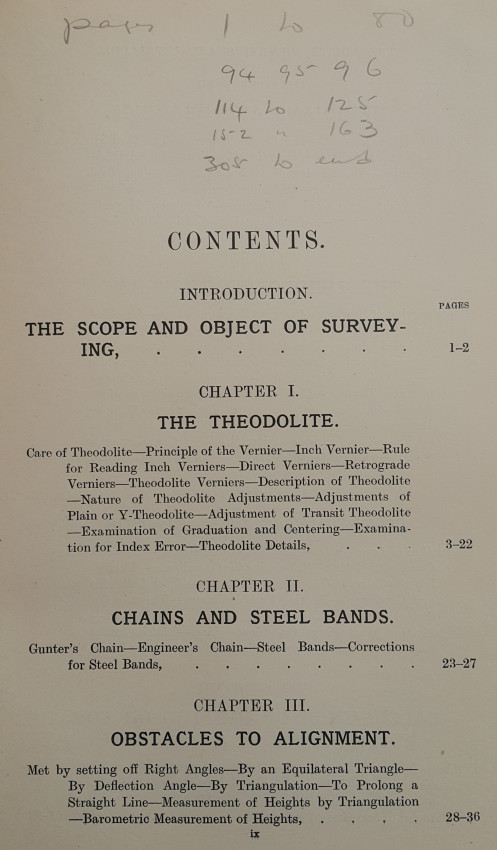 pages 1 to 80
94 95 96
114 to 125
152 " 163
305 to end
CONTENTS.
INTRODUCTION.
PAGES
THE SCOPE AND OBJECT OF SURVEY-
ING, . . . . . . . 1–2
CHAPTER I.
THE THEODOLITE.
Care of Theodolite—Principle of the Vernier—Inch Vernier—Rule
for Reading Inch Verniers—Direct Verniers—Retrograde
Verniers—Theodolite Verniers—Description of Theodolite
—Nature of Theodolite Adjustments—Adjustments of
Plain or Y-Theodolite—Adjustment of Transit Theodolite
—Examination of Graduation and Centering—Examina-
tion for Index Error—Theodolite Details, . . . 3–22
CHAPTER II.
CHAINS AND STEEL BANDS.
Gunter's Chain—Engineer's Chain—Steel Bands—Corrections
for Steel Bands, . . . . . . . . 23–27
CHAPTER III.
OBSTACLES TO ALIGNMENT.
Met by setting off Right Angles—By an Equilateral Triangle—
By Deflection Angle—By Triangulation—To Prolong a
Straight Line—Measurement of Heights by Triangulation
—Barometric Measurement of Heights, . . . . 28–36
ix